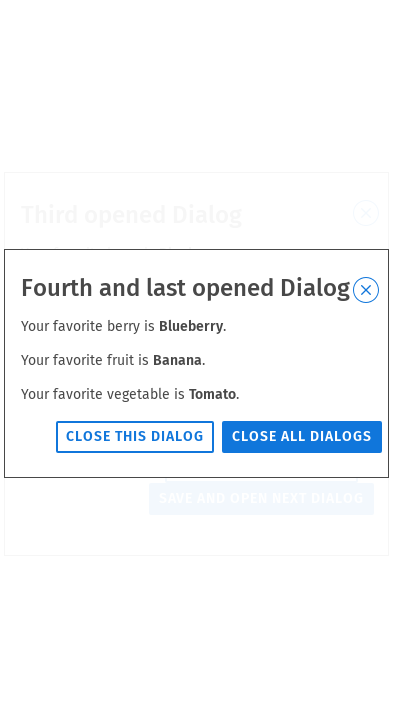 Third opened Dialog
Fourth and last opened Dialog
Your favorite berry is Blueberry.
Your favorite fruit is Banana.
Your favorite vegetable is Tomato.
CLOSE THIS DIALOG CLOSE ALL DIALOGS
SAVE AND OPEN NEXT DIALOG